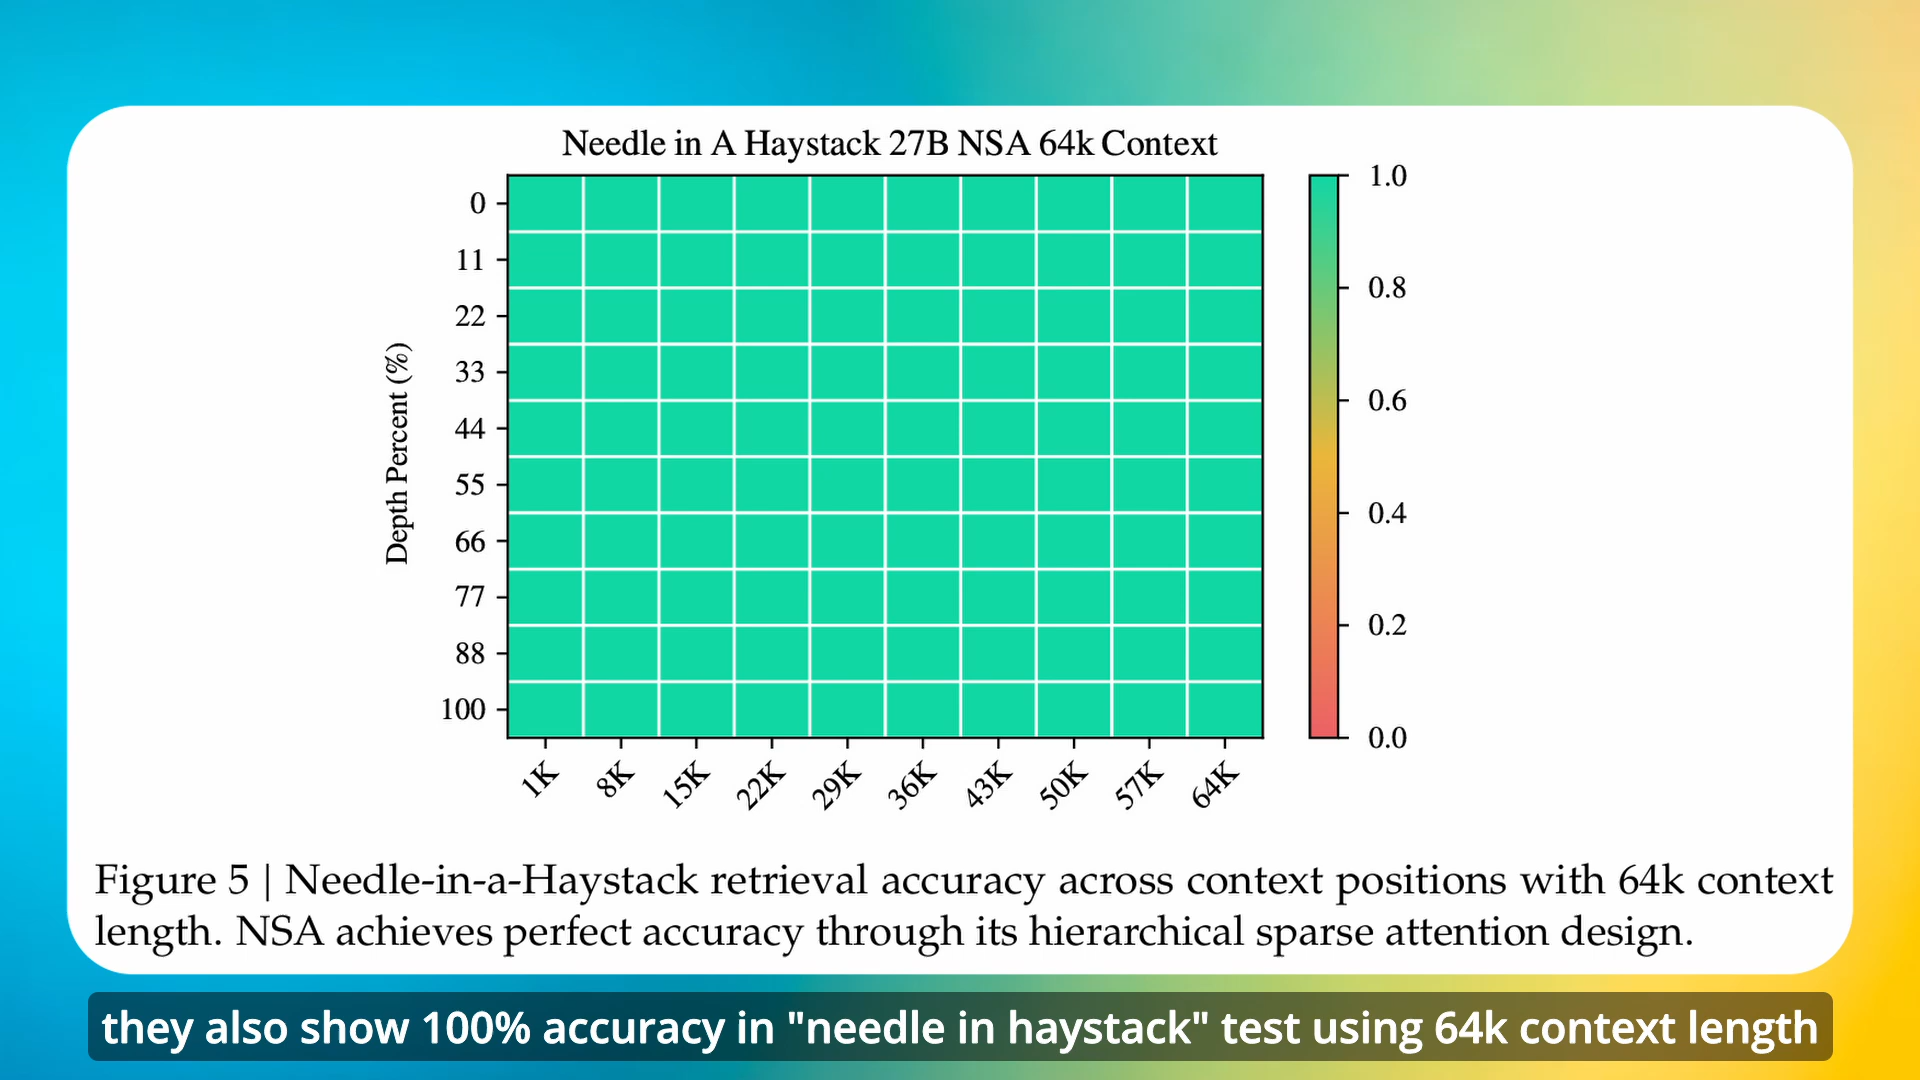 Needle in A Haystack 27B NSA 64k Context
1.0
0
11
0.8
22
33
0.6
44
55
0.4
66
77
0.2
88
100
0.0
Depth Percent (%)
1K 8K 15K 22K 29K 36K 43K 50K 57K 64K
Figure 5 | Needle-in-a-Haystack retrieval accuracy across context positions with 64k context
length. NSA achieves perfect accuracy through its hierarchical sparse attention design.
they also show 100% accuracy in "needle in haystack" test using 64k context length